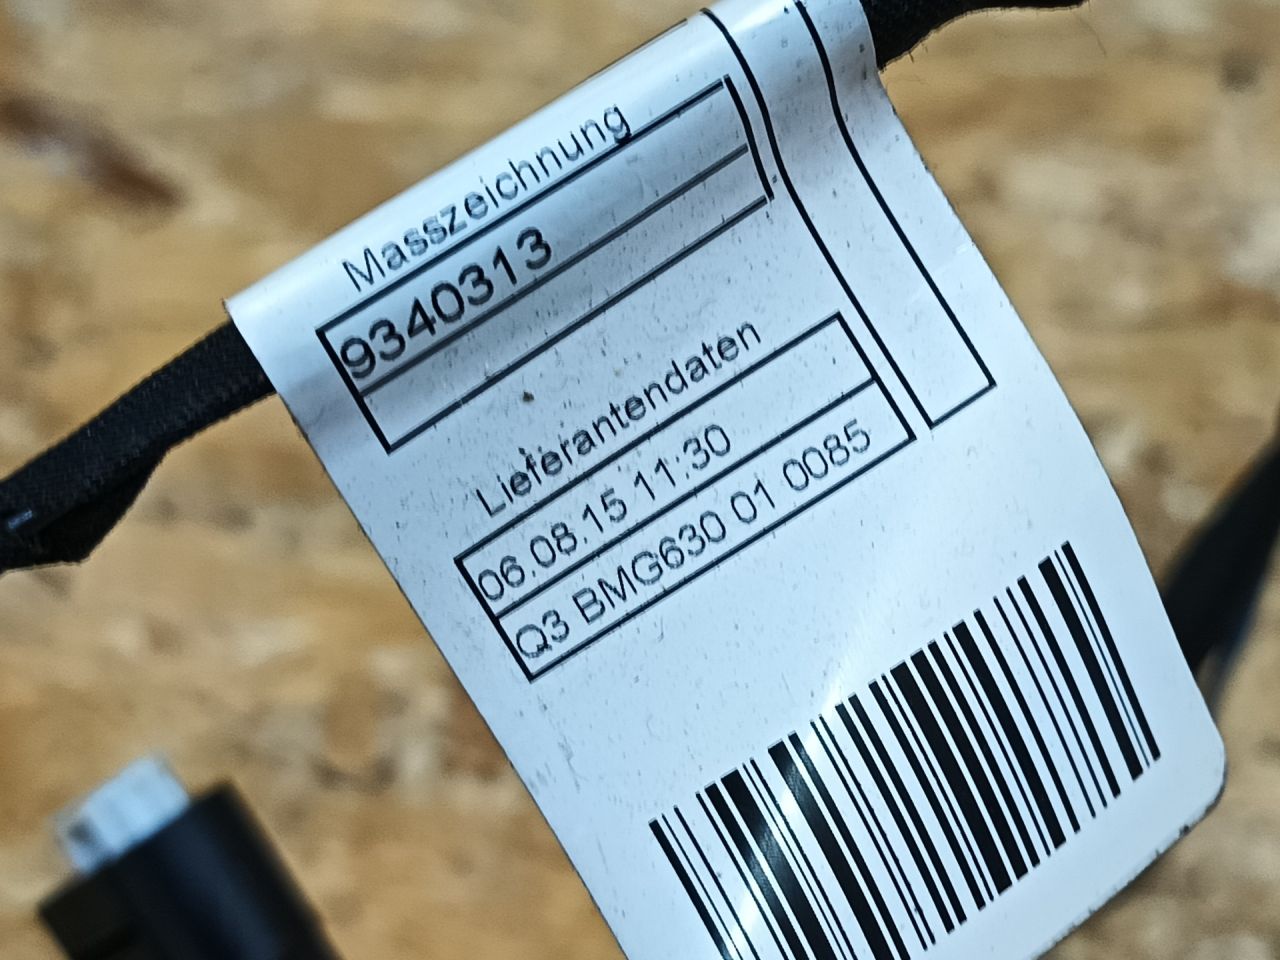 Masszeichnung
9340313
Lieferantendaten
06.08.15 11:30
Q3 BMG630 01 0085